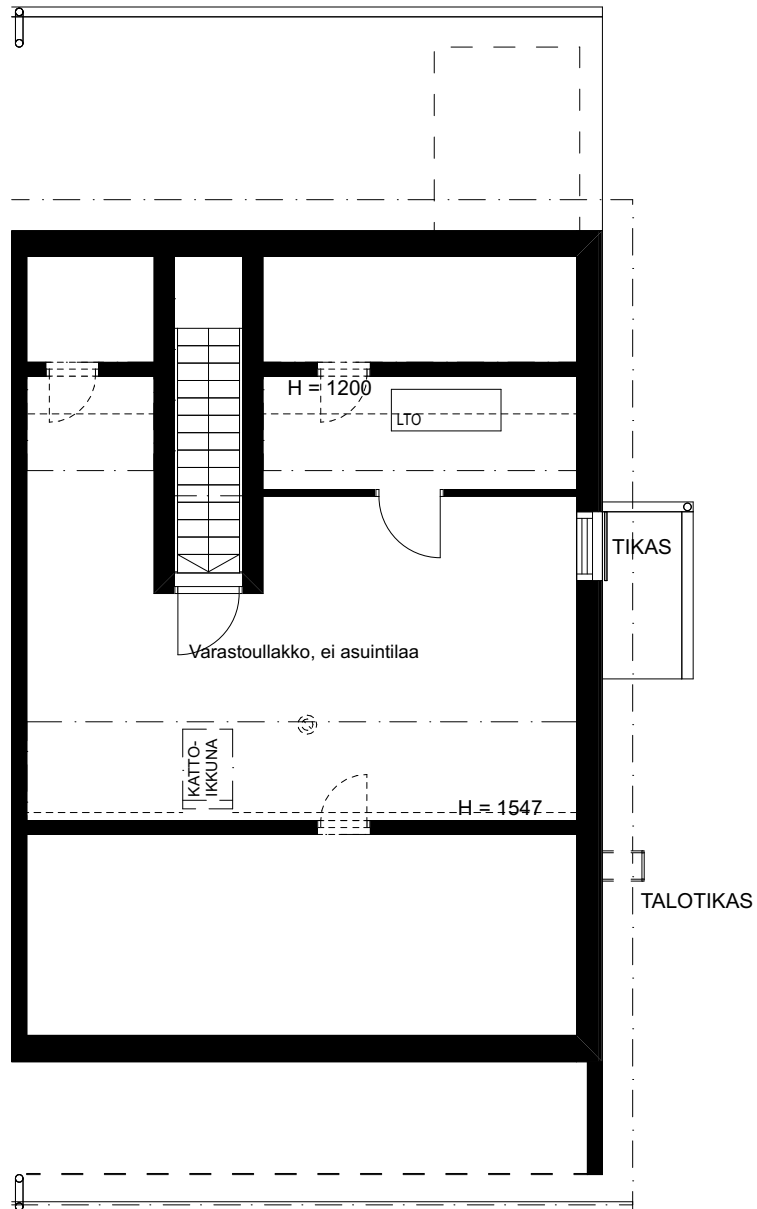 H = 1200
LTO
TIKAS
Varastoullakko, ei asuintilaa
KATTO-
IKKUNA
H = 1547
TALOTIKAS